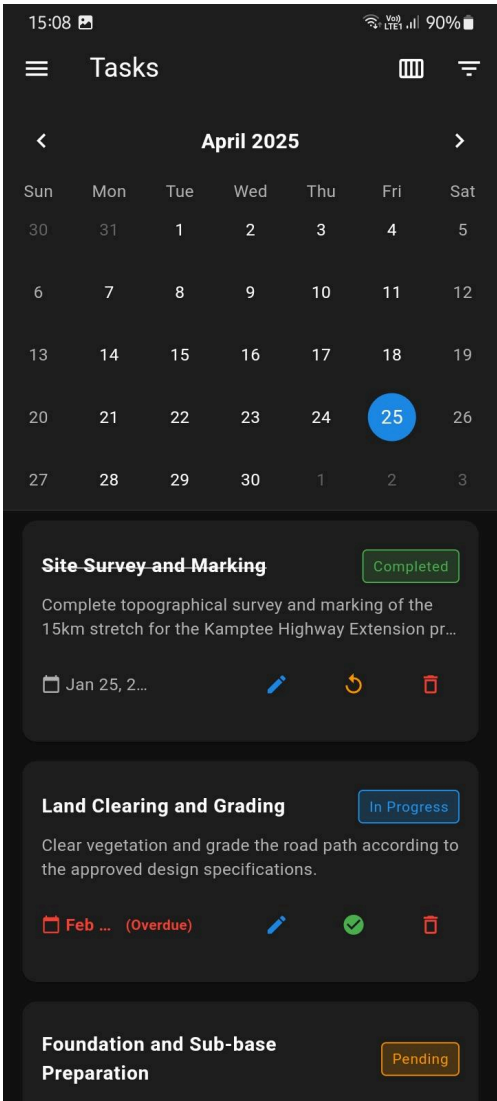 15:08 Vo)) LTE1 90%
Tasks
April 2025
Sun Mon Tue Wed Thu Fri Sat
30 31 1 2 3 4 5
6 7 8 9 10 11 12
13 14 15 16 17 18 19
20 21 22 23 24 25 26
27 28 29 30 1 2 3
Site Survey and Marking Completed
Complete topographical survey and marking of the
15km stretch for the Kamptee Highway Extension pr...
Jan 25, 2...
Land Clearing and Grading In Progress
Clear vegetation and grade the road path according to
the approved design specifications.
Feb ... (Overdue)
Foundation and Sub-base
Preparation Pending